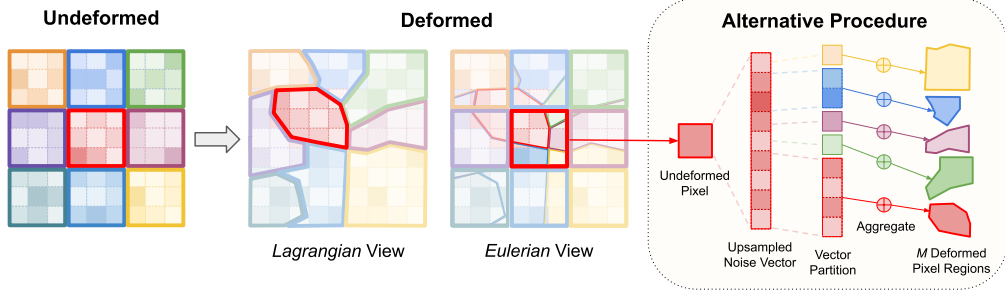 Undeformed
Deformed
Lagrangian View
Eulerian View
Alternative Procedure
Undeformed
Pixel
Upsampled
Noise Vector
Vector
Partition
Aggregate
M Deformed
Pixel Regions